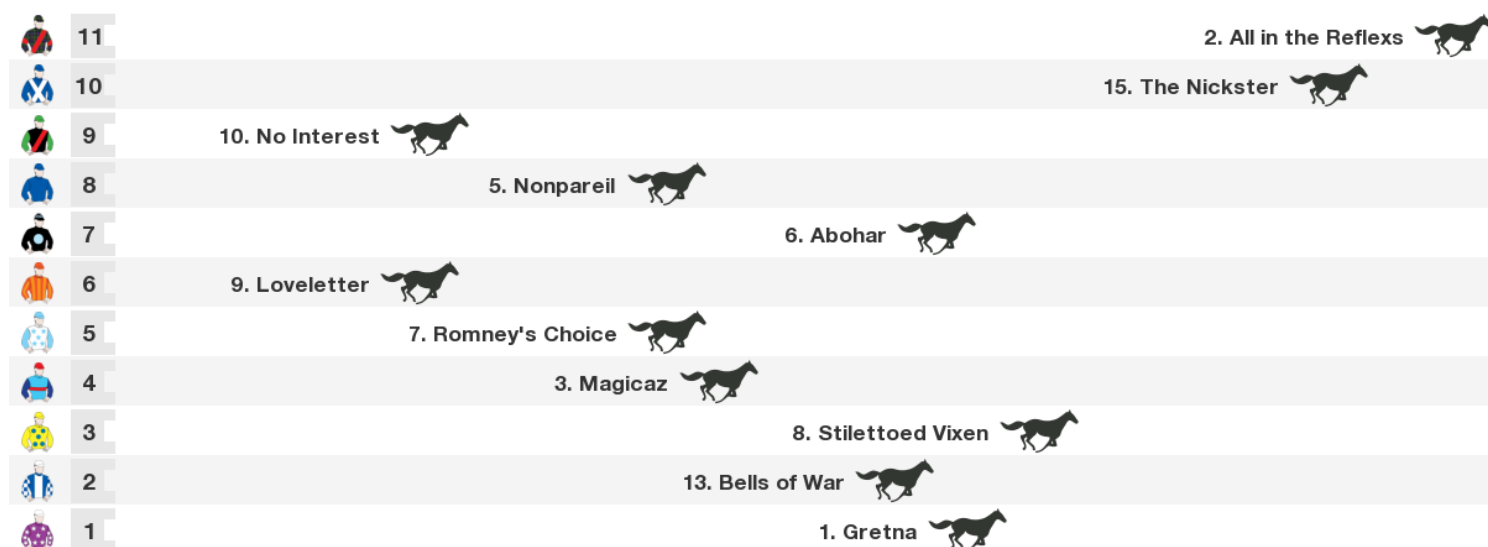 11 2. All in the Reflexs
10 15. The Nickster
9 10. No Interest
8 5. Nonpareil
7 6. Abohar
6 9. Loveletter
5 7. Romney's Choice
4 3. Magicaz
3 8. Stilettoed Vixen
2 13. Bells of War
1 1. Gretna